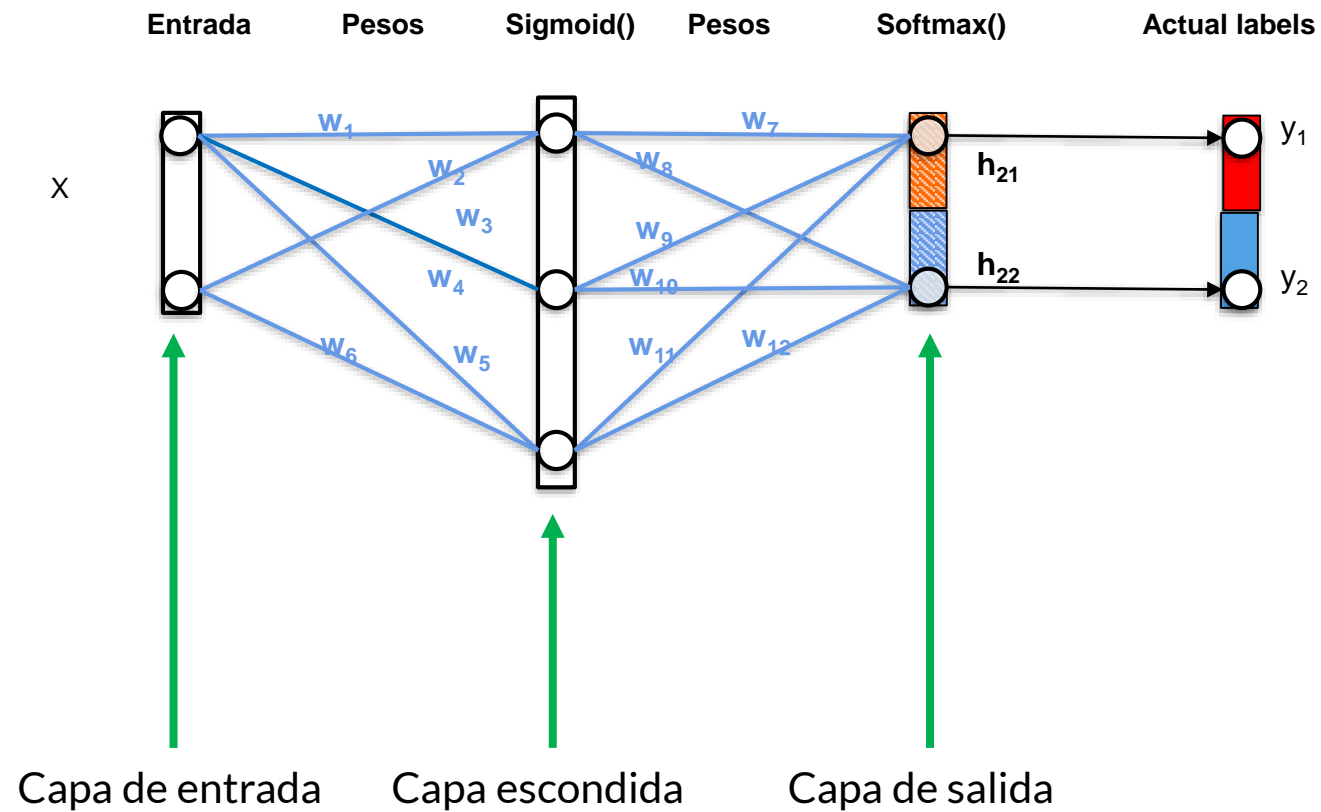 Entrada Pesos Sigmoid() Pesos Softmax() Actual labels
X
w1
w2
w3
w4
w5
w6
w7
w8
w9
w10
w11
w12
h21
h22
y1
y2
Capa de entrada Capa escondida Capa de salida